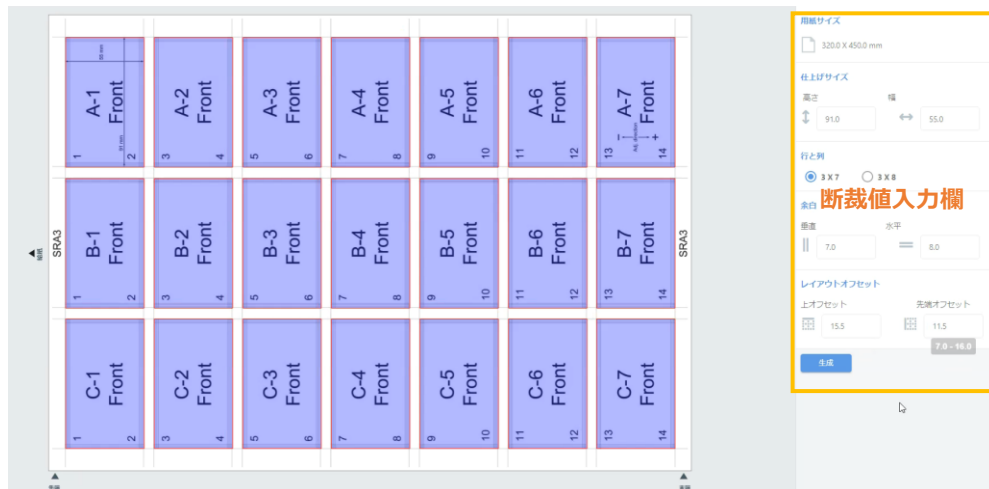 用紙サイズ
320.0 X 450.0 mm
仕上げサイズ
高さ 幅
91.0 55.0
行と列
3 X 7 3 X 8
断裁値入力欄
余白
垂直 水平
7.0 8.0
レイアウトオフセット
上オフセット 先端オフセット
15.5 11.5
7.0 - 16.0
生成
A-1 Front
A-2 Front
A-3 Front
A-4 Front
A-5 Front
A-6 Front
A-7 Front
91 mm
Adj. direction
- +
1 2 3 4 5 6 7 8 9 10 11 12 13 14
SRA3
B-1 Front
B-2 Front
B-3 Front
B-4 Front
B-5 Front
B-6 Front
B-7 Front
SRA3
1 2 3 4 5 6 7 8 9 10 11 12 13 14
C-1 Front
C-2 Front
C-3 Front
C-4 Front
C-5 Front
C-6 Front
C-7 Front
1 2 3 4 5 6 7 8 9 10 11 12 13 14